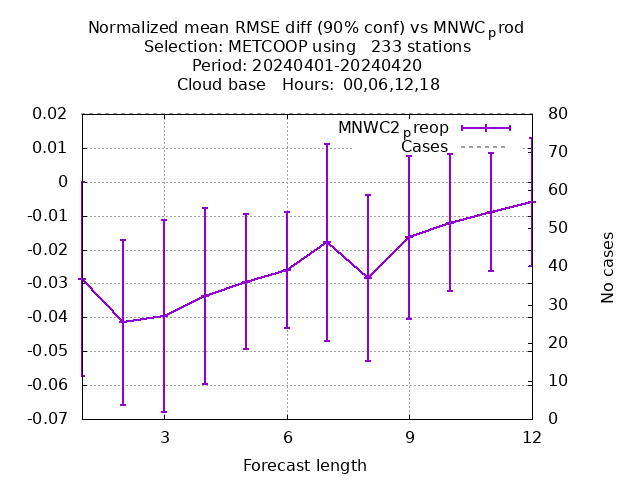 Normalized mean RMSE diff (90% conf) vs MNWCprod
Selection: METCOOP using 233 stations
Period: 20240401-20240420
Cloud base Hours: 00,06,12,18
MNWC2preop
Cases
0.02
0.01
0
-0.01
-0.02
-0.03
-0.04
-0.05
-0.06
-0.07
80
70
60
50
40
30
20
10
0
No cases
3
6
9
12
Forecast length